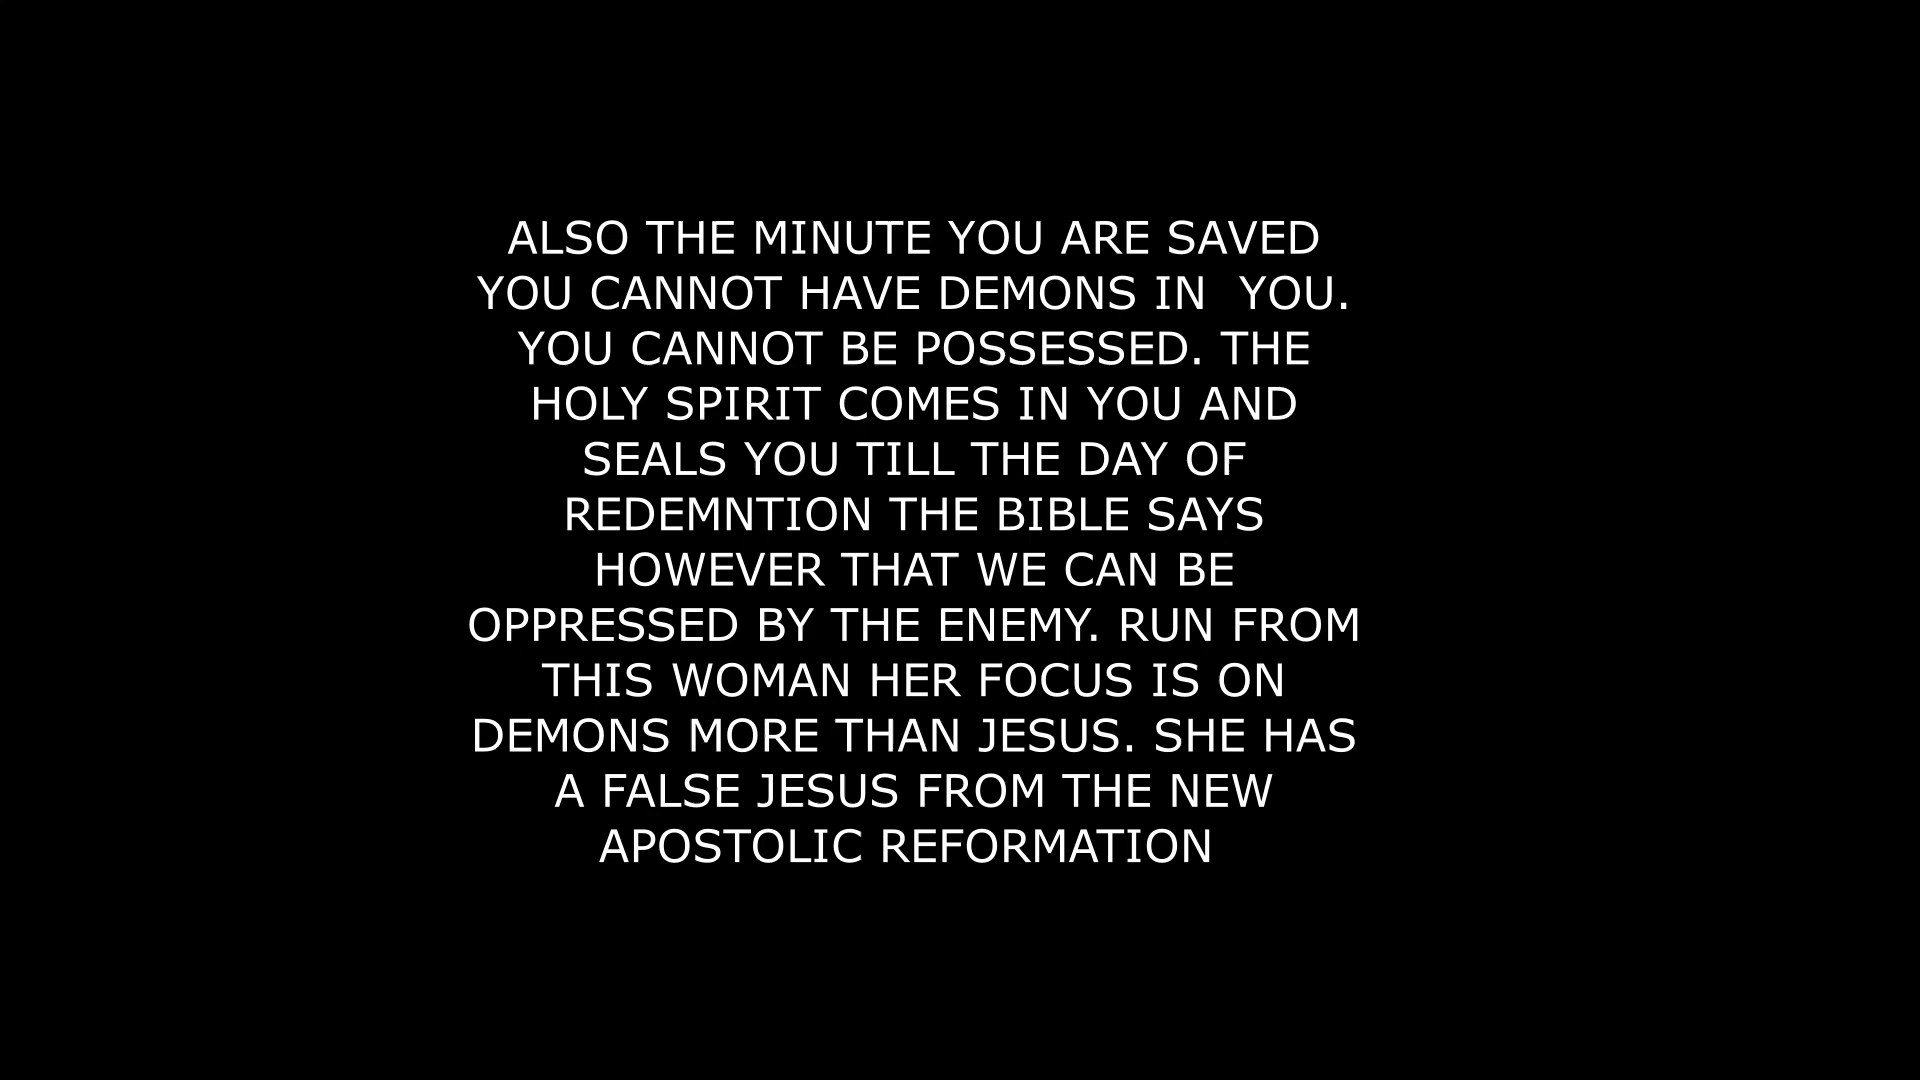 ALSO THE MINUTE YOU ARE SAVED
YOU CANNOT HAVE DEMONS IN  YOU.
YOU CANNOT BE POSSESSED. THE
HOLY SPIRIT COMES IN YOU AND
SEALS YOU TILL THE DAY OF
REDEMNTION THE BIBLE SAYS
HOWEVER THAT WE CAN BE
OPPRESSED BY THE ENEMY. RUN FROM
THIS WOMAN HER FOCUS IS ON
DEMONS MORE THAN JESUS. SHE HAS
A FALSE JESUS FROM THE NEW
APOSTOLIC REFORMATION